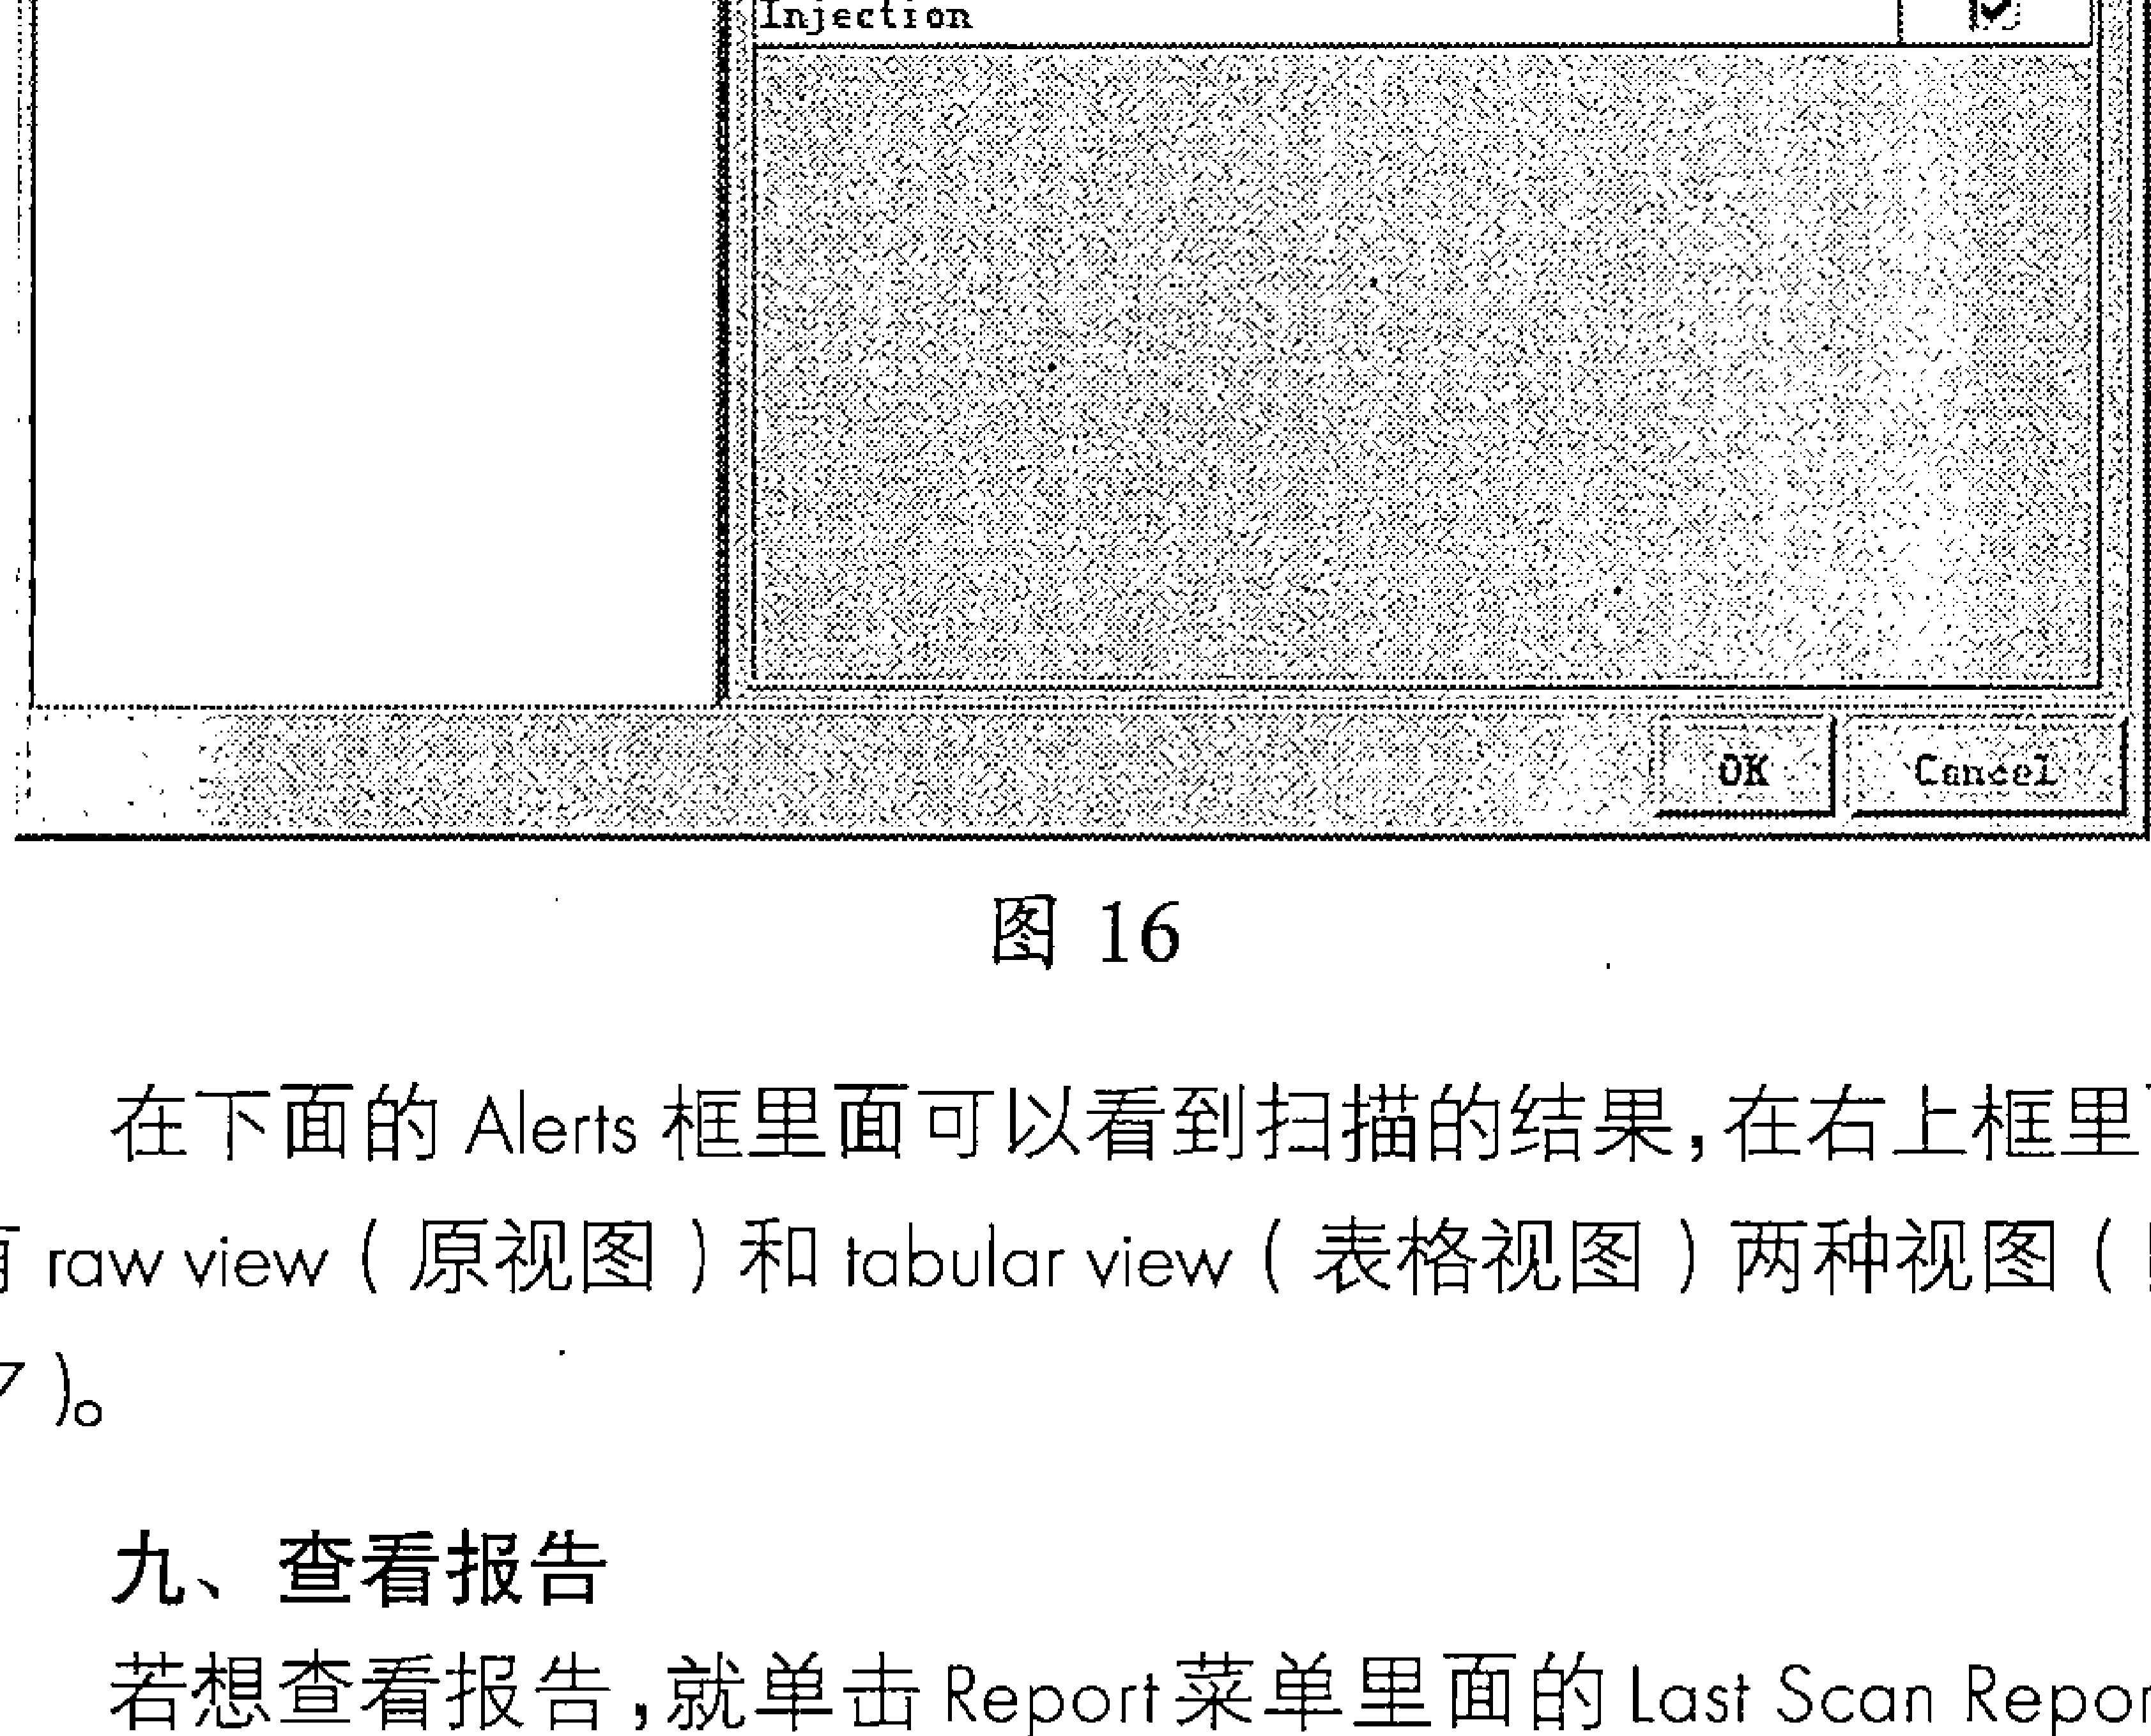 Injection
OK Cancel
图 16
在下面的 Alerts 框里面可以看到扫描的结果,在右上框里
raw view（原视图）和 tabular view（表格视图）两种视图（
)。
九、查看报告
若想查看报告,就单击 Report 菜单里面的 Last Scan Repor